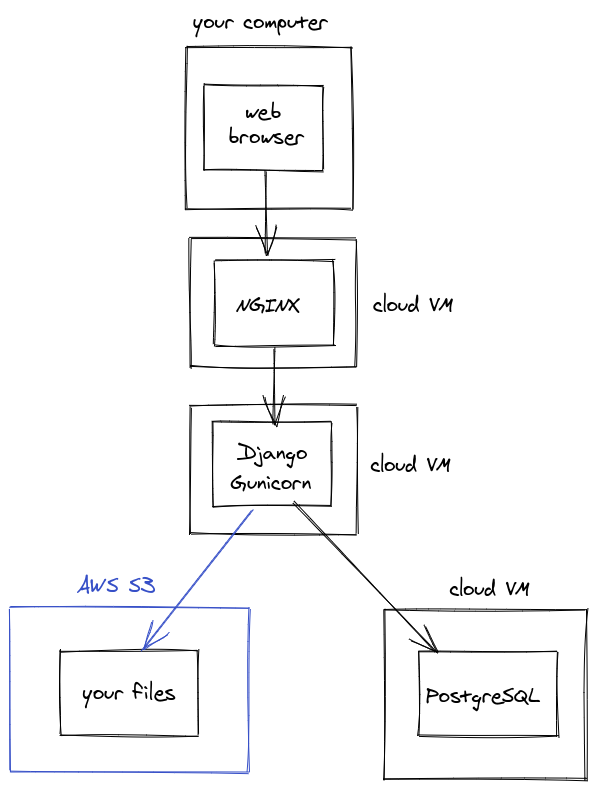 your computer
web
browser
NGINX
cloud VM
Django
Gunicorn
cloud VM
AWS S3
cloud VM
your files
PostgreSQL